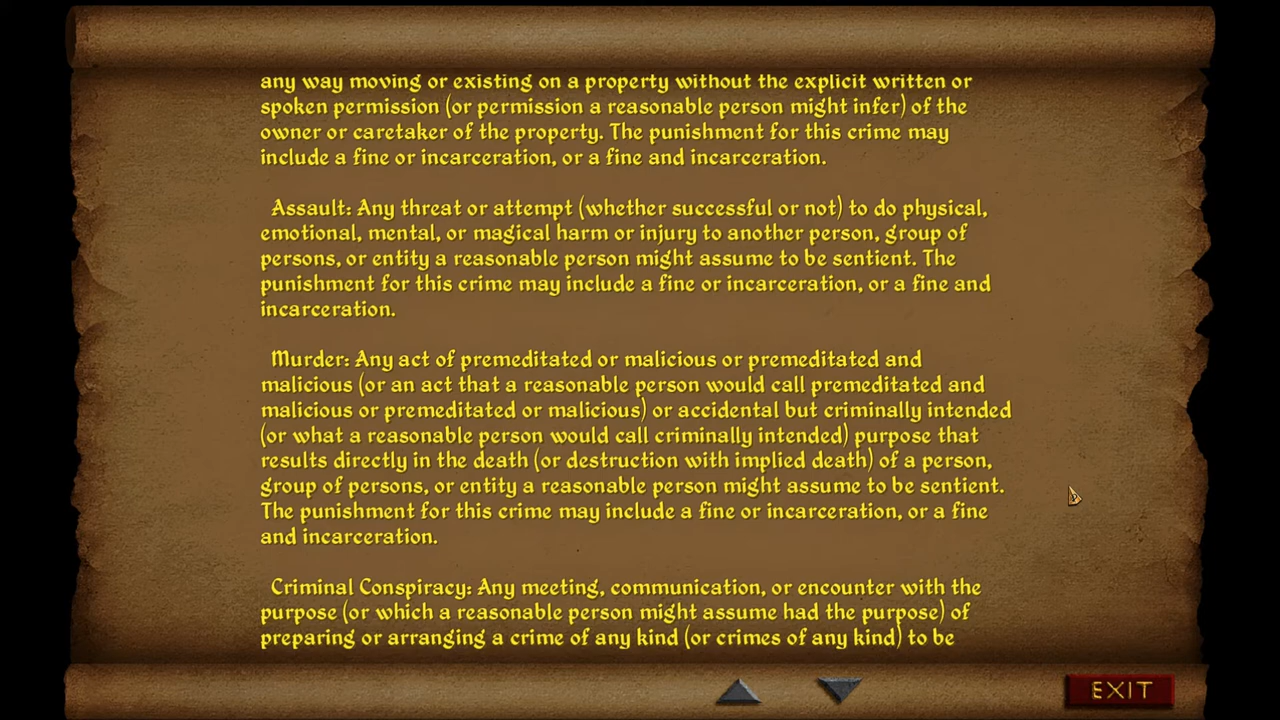 any way moving or existing on a property without the explicit written or
spoken permission (or permission a reasonable person might infer) of the
owner or caretaker of the property. The punishment for this crime may
include a fine or incarceration, or a fine and incarceration.
Assault: Any threat or attempt (whether successful or not) to do physical,
emotional, mental, or magical harm or injury to another person, group of
persons, or entity a reasonable person might assume to be sentient. The
punishment for this crime may include a fine or incarceration, or a fine and
incarceration.
Murder: Any act of premeditated or malicious or premeditated and
malicious (or an act that a reasonable person would call premeditated and
malicious or premeditated or malicious) or accidental but criminally intended
(or what a reasonable person would call criminally intended) purpose that
results directly in the death (or destruction with implied death) of a person,
group of persons, or entity a reasonable person might assume to be sentient.
The punishment for this crime may include a fine or incarceration, or a fine
and incarceration.
Criminal Conspiracy: Any meeting, communication, or encounter with the
purpose (or which a reasonable person might assume had the purpose) of
preparing or arranging a crime of any kind (or crimes of any kind) to be
EXIT